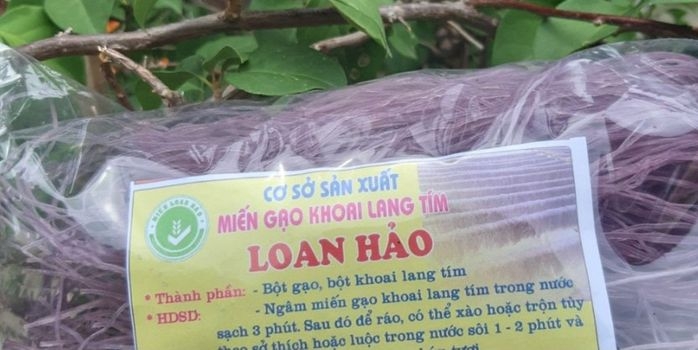 CƠ SỞ SẢN XUẤT
MIẾN GẠO KHOAI LANG TÍM
LOAN HẢO
* Thành phần: - Bột gạo, bột khoai lang tím
* HDSD: - Ngâm miến gạo khoai lang tím trong nước
sạch 3 phút. Sau đó để ráo, có thể xào hoặc trộn tùy
theo sở thích hoặc luộc trong nước sôi 1 - 2 phút và